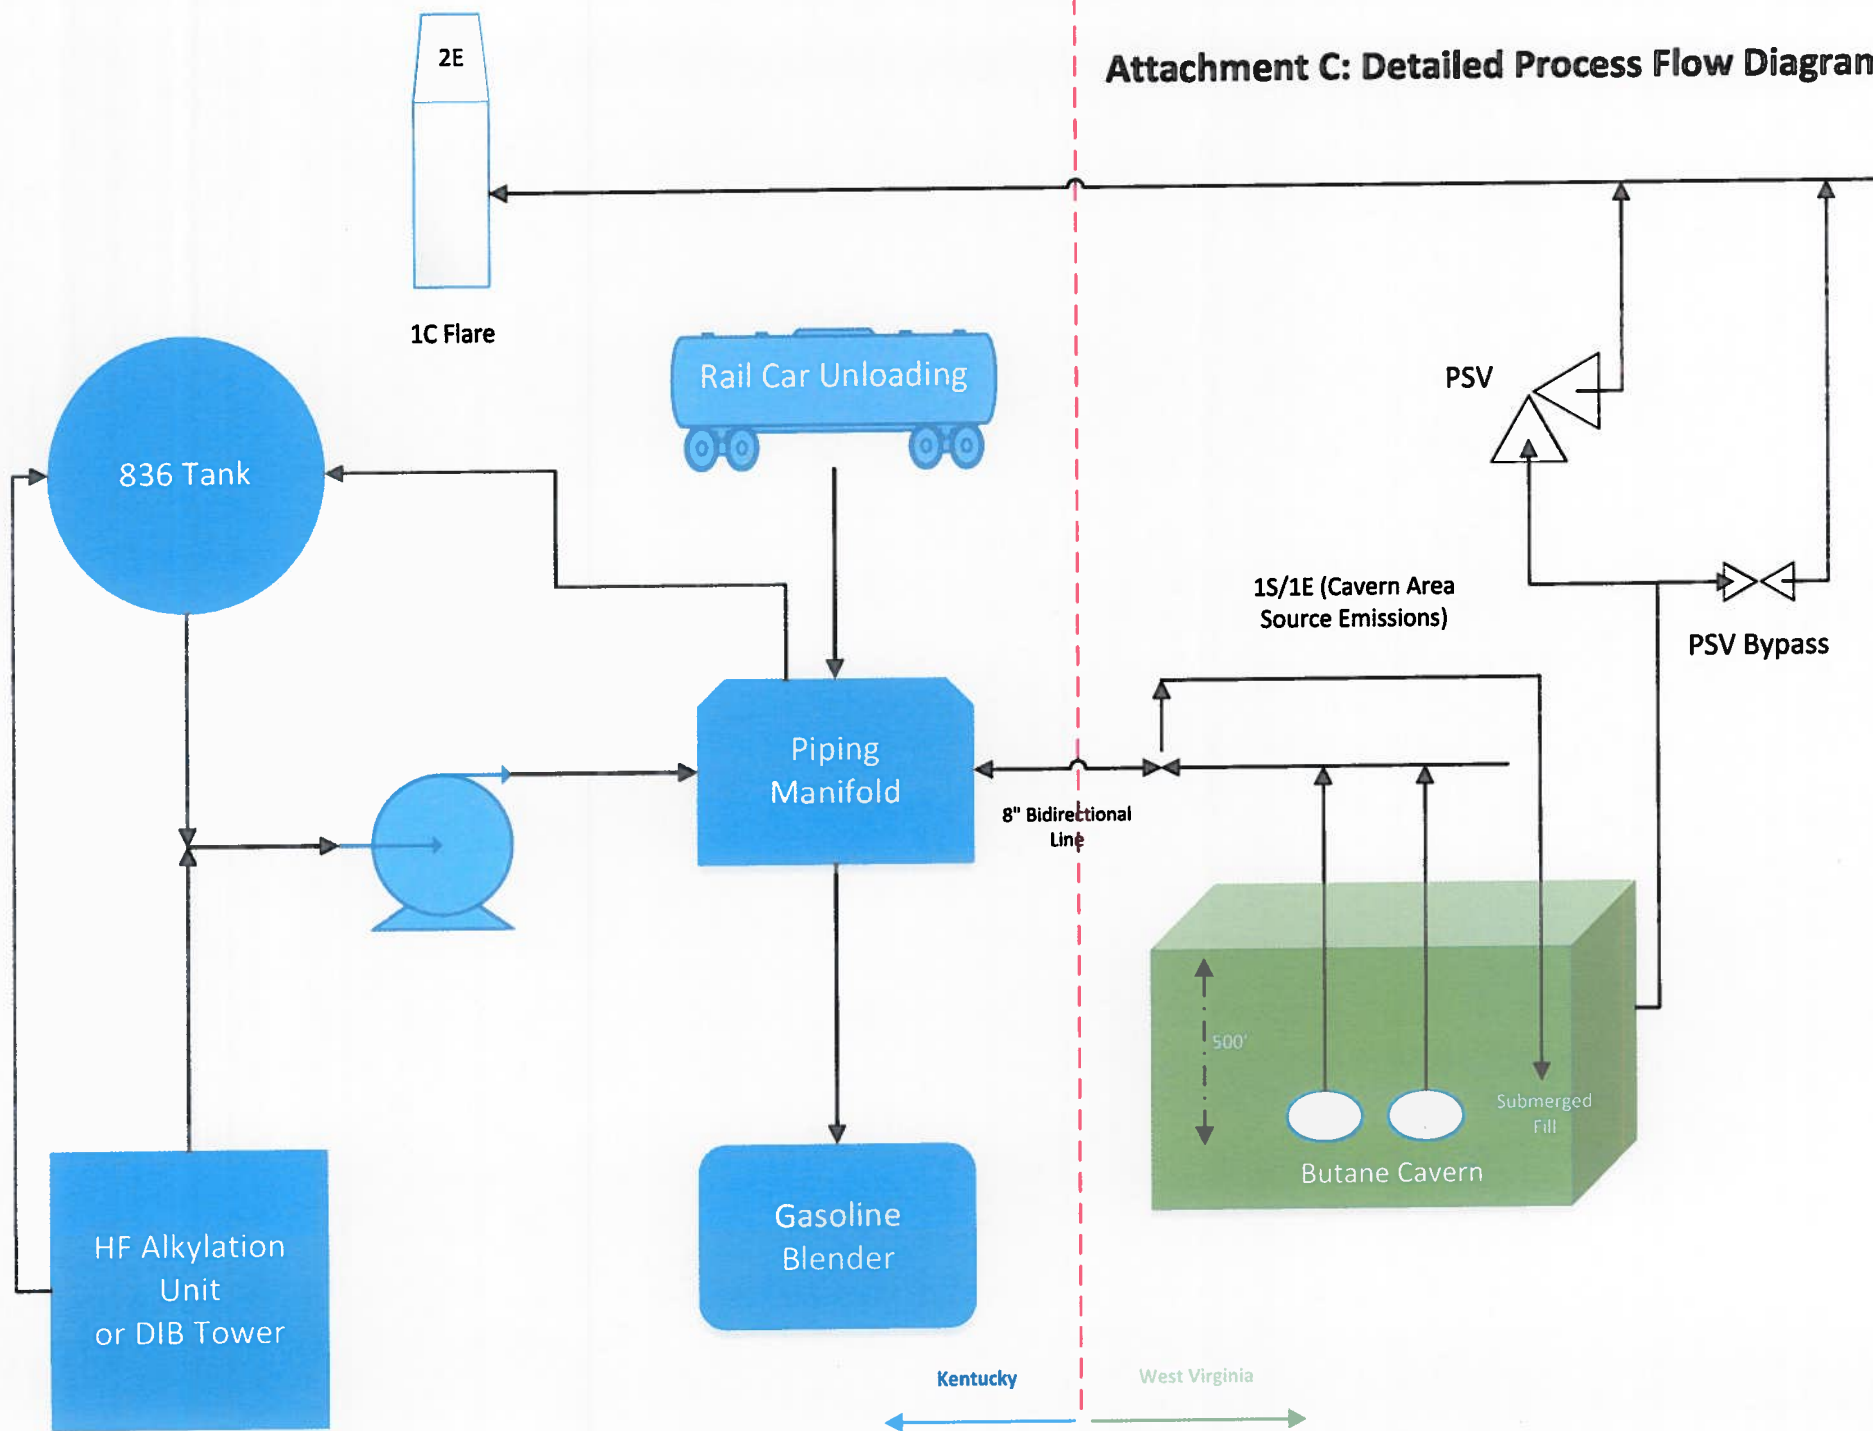 2E
Attachment C: Detailed Process Flow Diagram
1C Flare
Rail Car Unloading
PSV
836 Tank
1S/1E (Cavern Area
Source Emissions)
PSV Bypass
Piping
Manifold
8" Bidirectional
Line
500'
Submerged
Fill
Butane Cavern
Gasoline
Blender
HF Alkylation
Unit
or DIB Tower
Kentucky
West Virginia